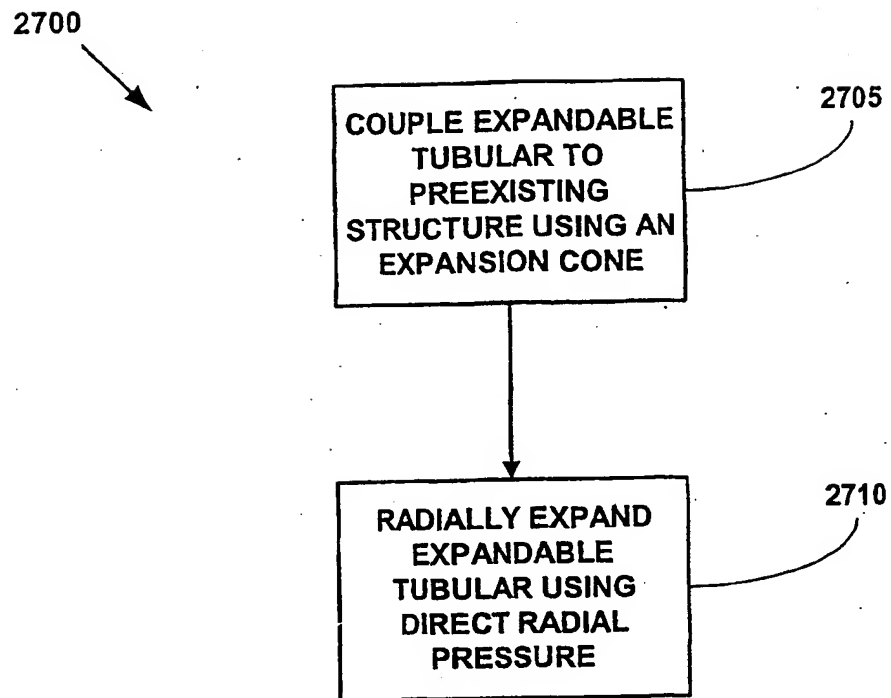 2700
2705
COUPLE EXPANDABLE
TUBULAR TO
PREEXISTING
STRUCTURE USING AN
EXPANSION CONE
2710
RADIALLY EXPAND
EXPANDABLE
TUBULAR USING
DIRECT RADIAL
PRESSURE